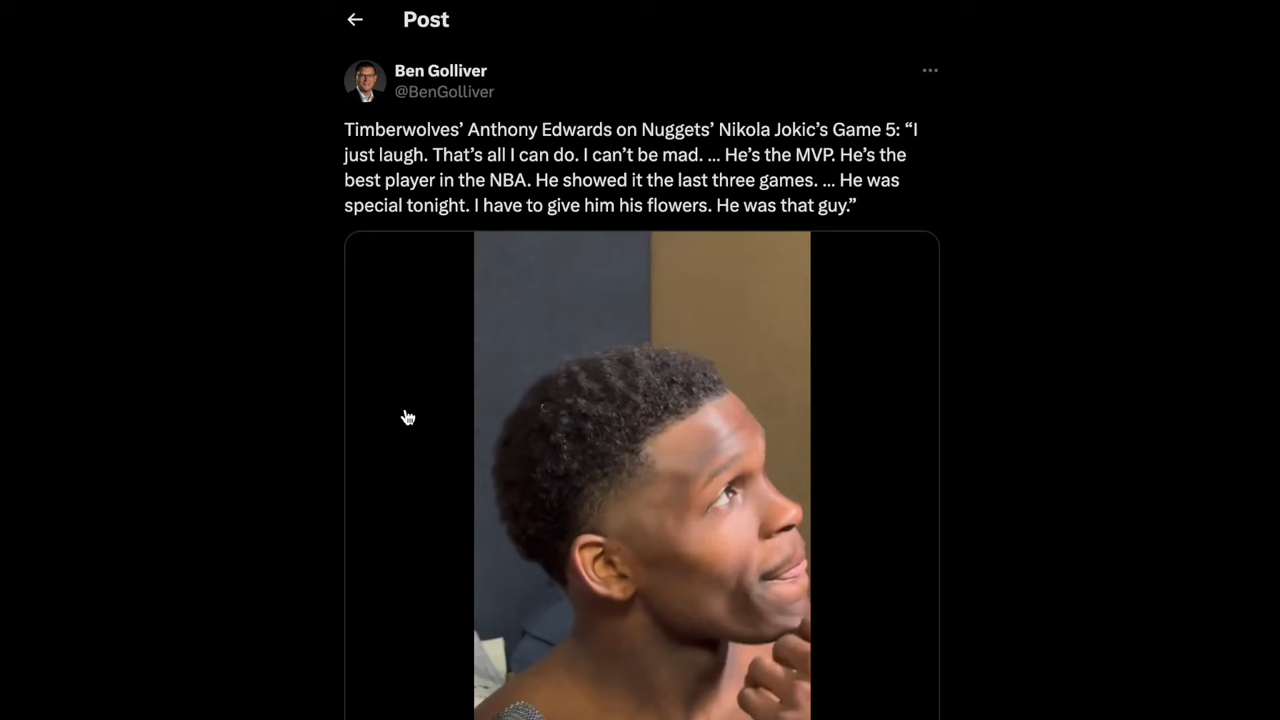 Post
Ben Golliver
@BenGolliver
Timberwolves’ Anthony Edwards on Nuggets’ Nikola Jokic’s Game 5: “I
just laugh. That’s all I can do. I can’t be mad. … He’s the MVP. He’s the
best player in the NBA. He showed it the last three games. … He was
special tonight. I have to give him his flowers. He was that guy.”